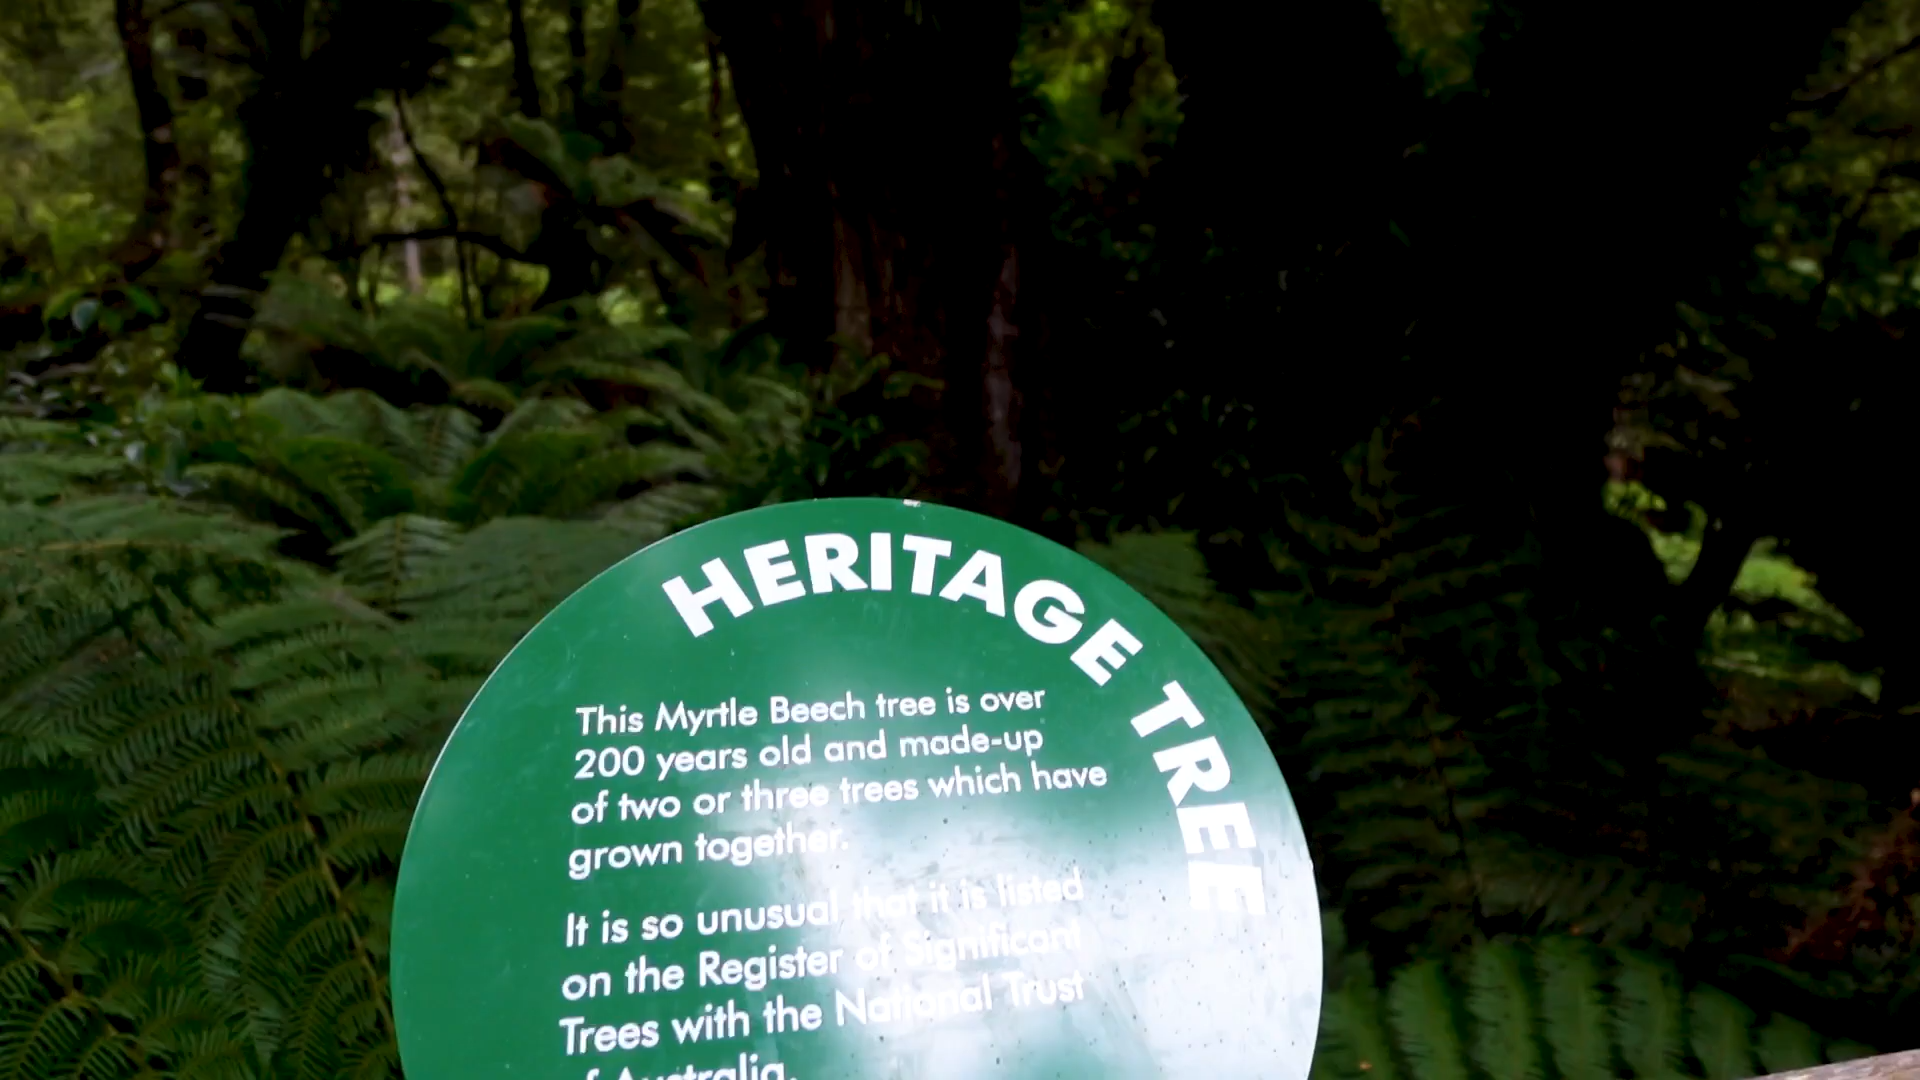 HERITAGE TREE
This Myrtle Beech tree is over
200 years old and made-up
of two or three trees which have
grown together.
It is so unusual that it is listed
on the Register of Significant
Trees with the National Trust
of Australia.